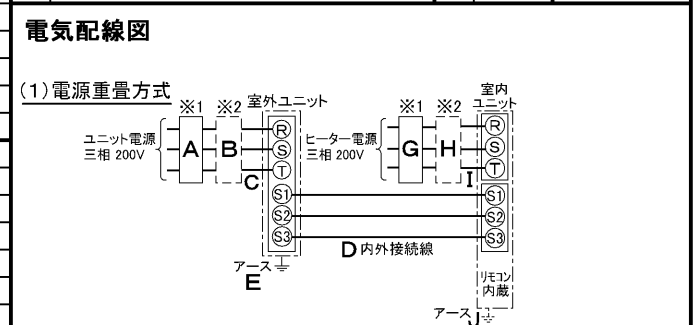 電気配線図
(1)電源重畳方式
※1 ※2 室外ユニット ※1 ※2 室内
ユニット
ユニット電源
三相 200V
A B
R
S
T
C
ヒーター電源
三相 200V
G H
R
S
T
I
S1 S1
S2 S2
S3 S3
D 内外接続線
アース
E
リモコン
内蔵
アース
J